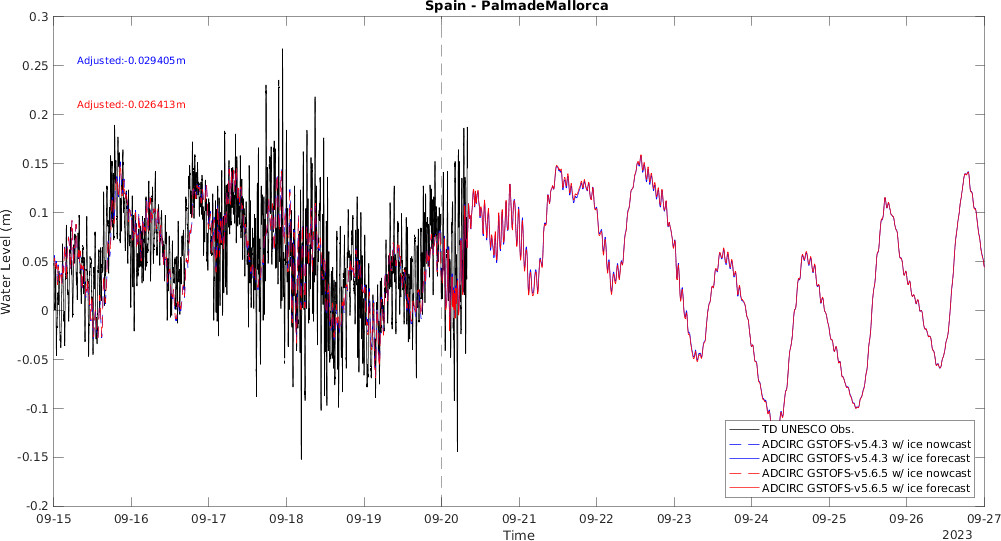 Spain - PalmadeMallorca
0.3
0.25
0.2
0.15
0.1
0.05
0
-0.05
-0.1
-0.15
-0.2
Water Level (m)
Adjusted:-0.029405m
Adjusted:-0.026413m
TD UNESCO Obs.
ADCIRC GSTOFS-v5.4.3 w/ ice nowcast
ADCIRC GSTOFS-v5.4.3 w/ ice forecast
ADCIRC GSTOFS-v5.6.5 w/ ice nowcast
ADCIRC GSTOFS-v5.6.5 w/ ice forecast
09-15 09-16 09-17 09-18 09-19 09-20 09-21 09-22 09-23 09-24 09-25 09-26 09-27
Time
2023